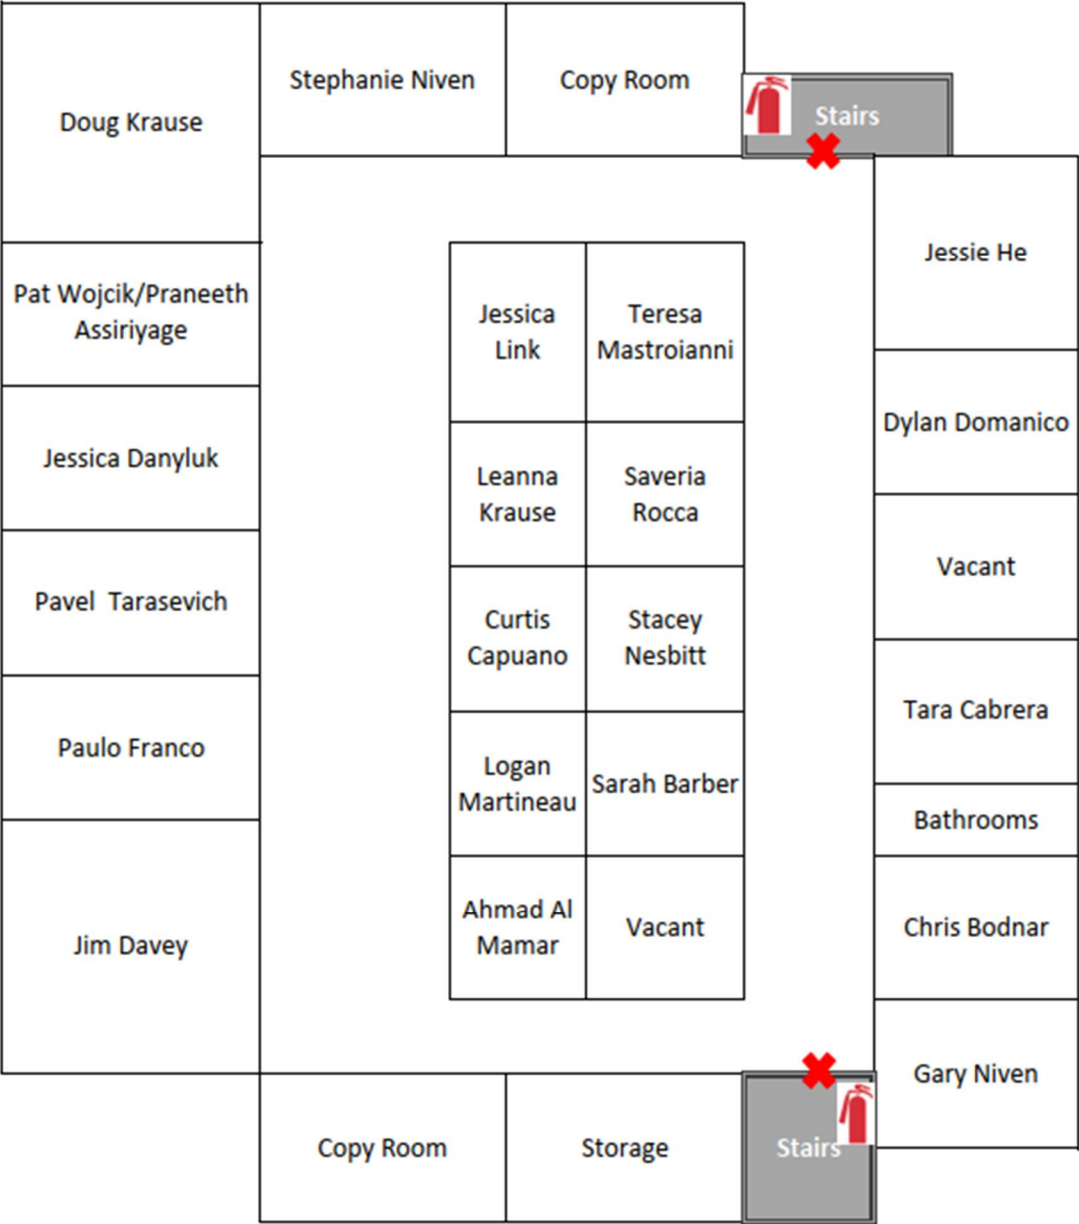 Doug Krause
Stephanie Niven
Copy Room
Stairs
Pat Wojcik/Praneeth
Assiriyage
Jessica Danyluk
Pavel  Tarasevich
Paulo Franco
Jim Davey
Jessica
Link
Teresa
Mastroianni
Leanna
Krause
Saveria
Rocca
Curtis
Capuano
Stacey
Nesbitt
Logan
Martineau
Sarah Barber
Ahmad Al
Mamar
Vacant
Jessie He
Dylan Domanico
Vacant
Tara Cabrera
Bathrooms
Chris Bodnar
Gary Niven
Copy Room
Storage
Stairs